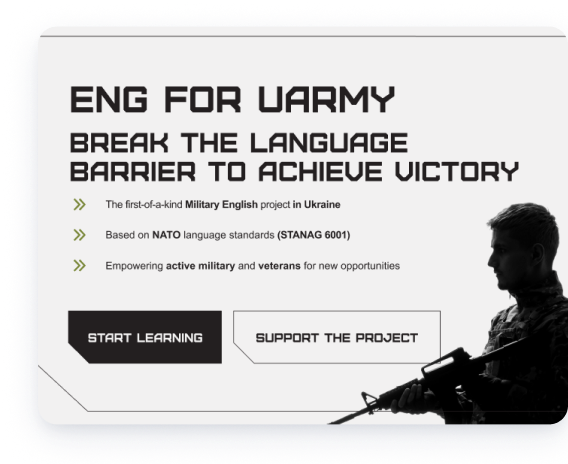 ENG FOR UARMY
BREAK THE LANGUAGE
BARRIER TO ACHIEVE VICTORY
The first-of-a-kind Military English project in Ukraine
Based on NATO language standards (STANAG 6001)
Empowering active military and veterans for new opportunities
START LEARNING
SUPPORT THE PROJECT